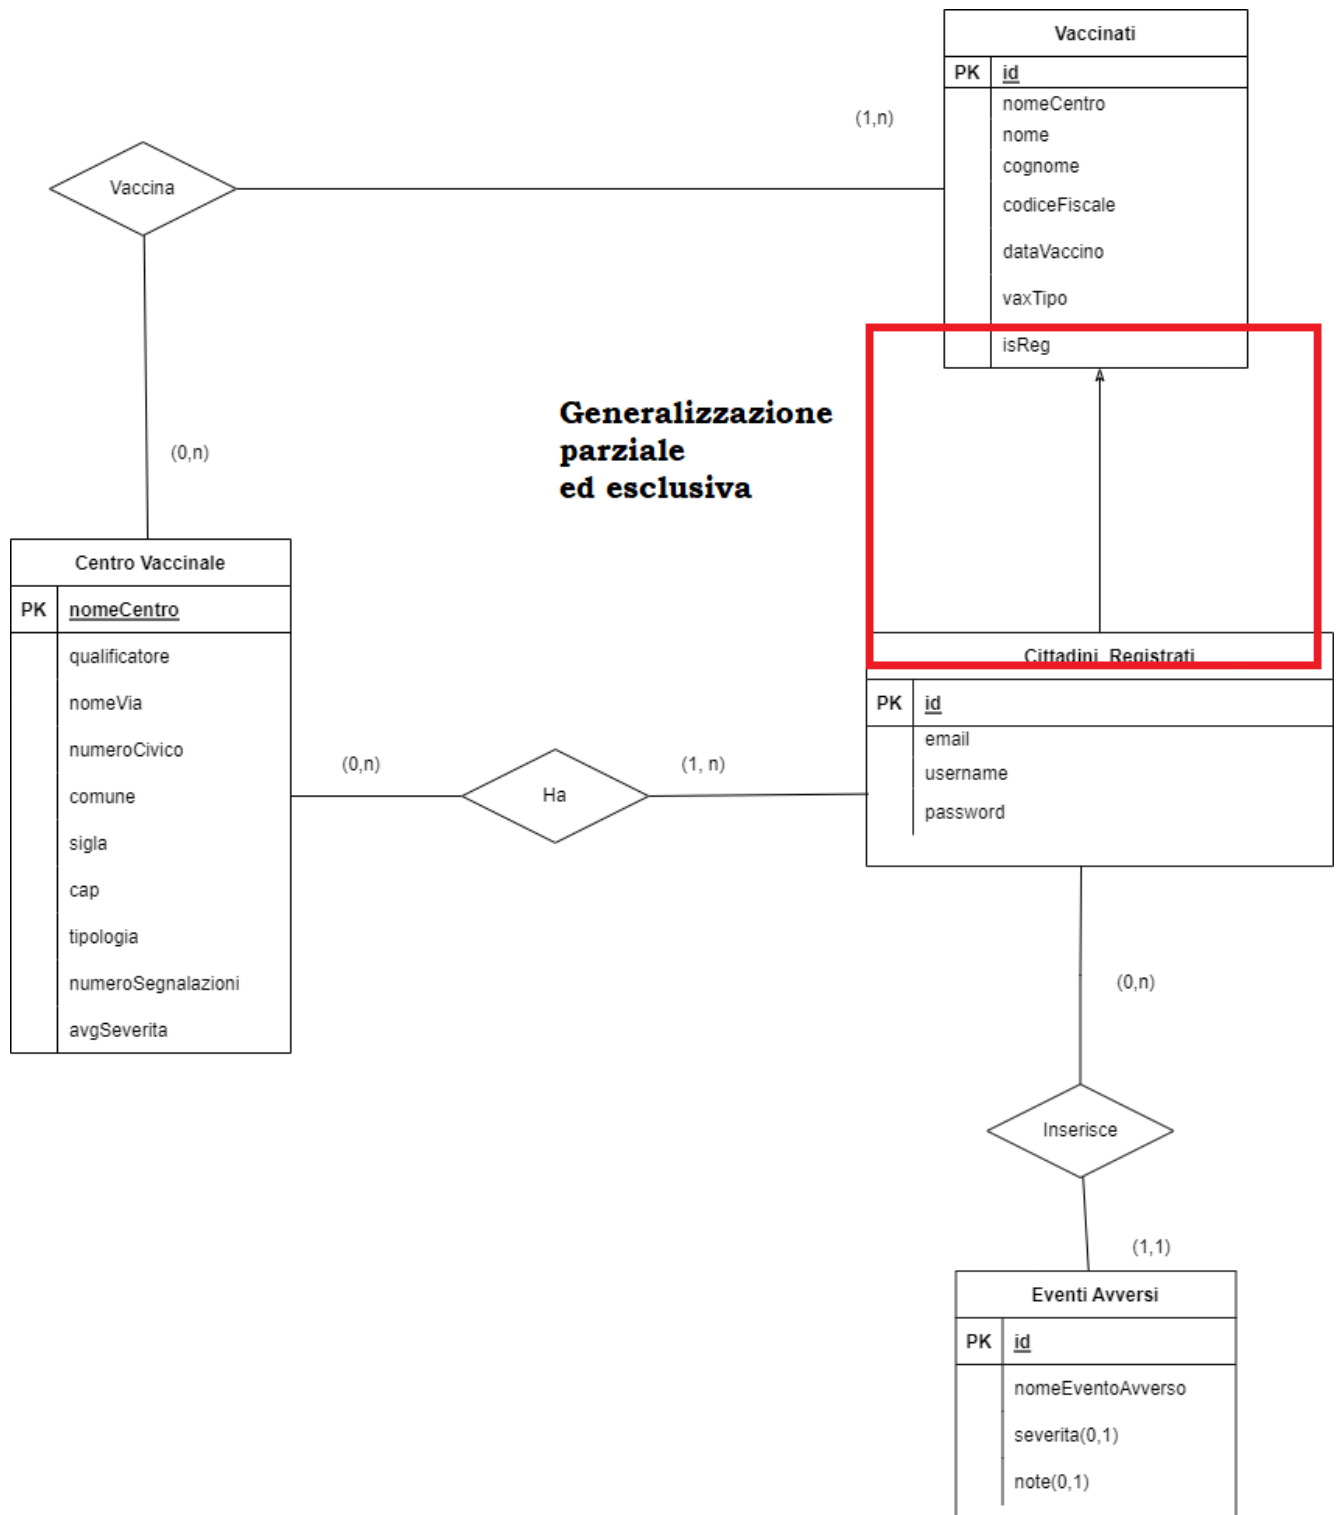 Vaccinati
PK id
nomeCentro
nome
cognome
codiceFiscale
dataVaccino
vaxTipo
isReg
(1,n)
Vaccina
(0,n)
Generalizzazione
parziale
ed esclusiva
Centro Vaccinale
PK nomeCentro
qualificatore
nomeVia
numeroCivico
comune
sigla
cap
tipologia
numeroSegnalazioni
avgSeverita
(0,n)
Ha
(1, n)
Cittadini_Registrati
PK id
email
username
password
(0,n)
Inserisce
(1,1)
Eventi Avversi
PK id
nomeEventoAvverso
severita(0,1)
note(0,1)